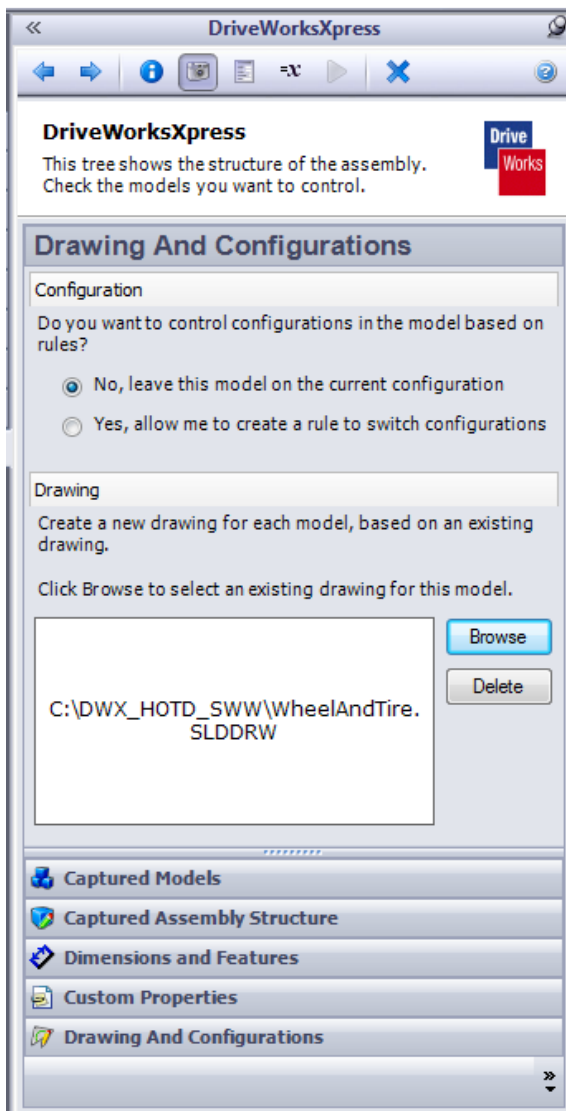 DriveWorksXpress
=x
DriveWorksXpress
This tree shows the structure of the assembly.
Check the models you want to control.
Drive
Works
Drawing And Configurations
Configuration
Do you want to control configurations in the model based on
rules?
No, leave this model on the current configuration
Yes, allow me to create a rule to switch configurations
Drawing
Create a new drawing for each model, based on an existing
drawing.
Click Browse to select an existing drawing for this model.
C:\DWX_HOTD_SWW\WheelAndTire.
SLDDRW
Browse
Delete
Captured Models
Captured Assembly Structure
Dimensions and Features
Custom Properties
Drawing And Configurations